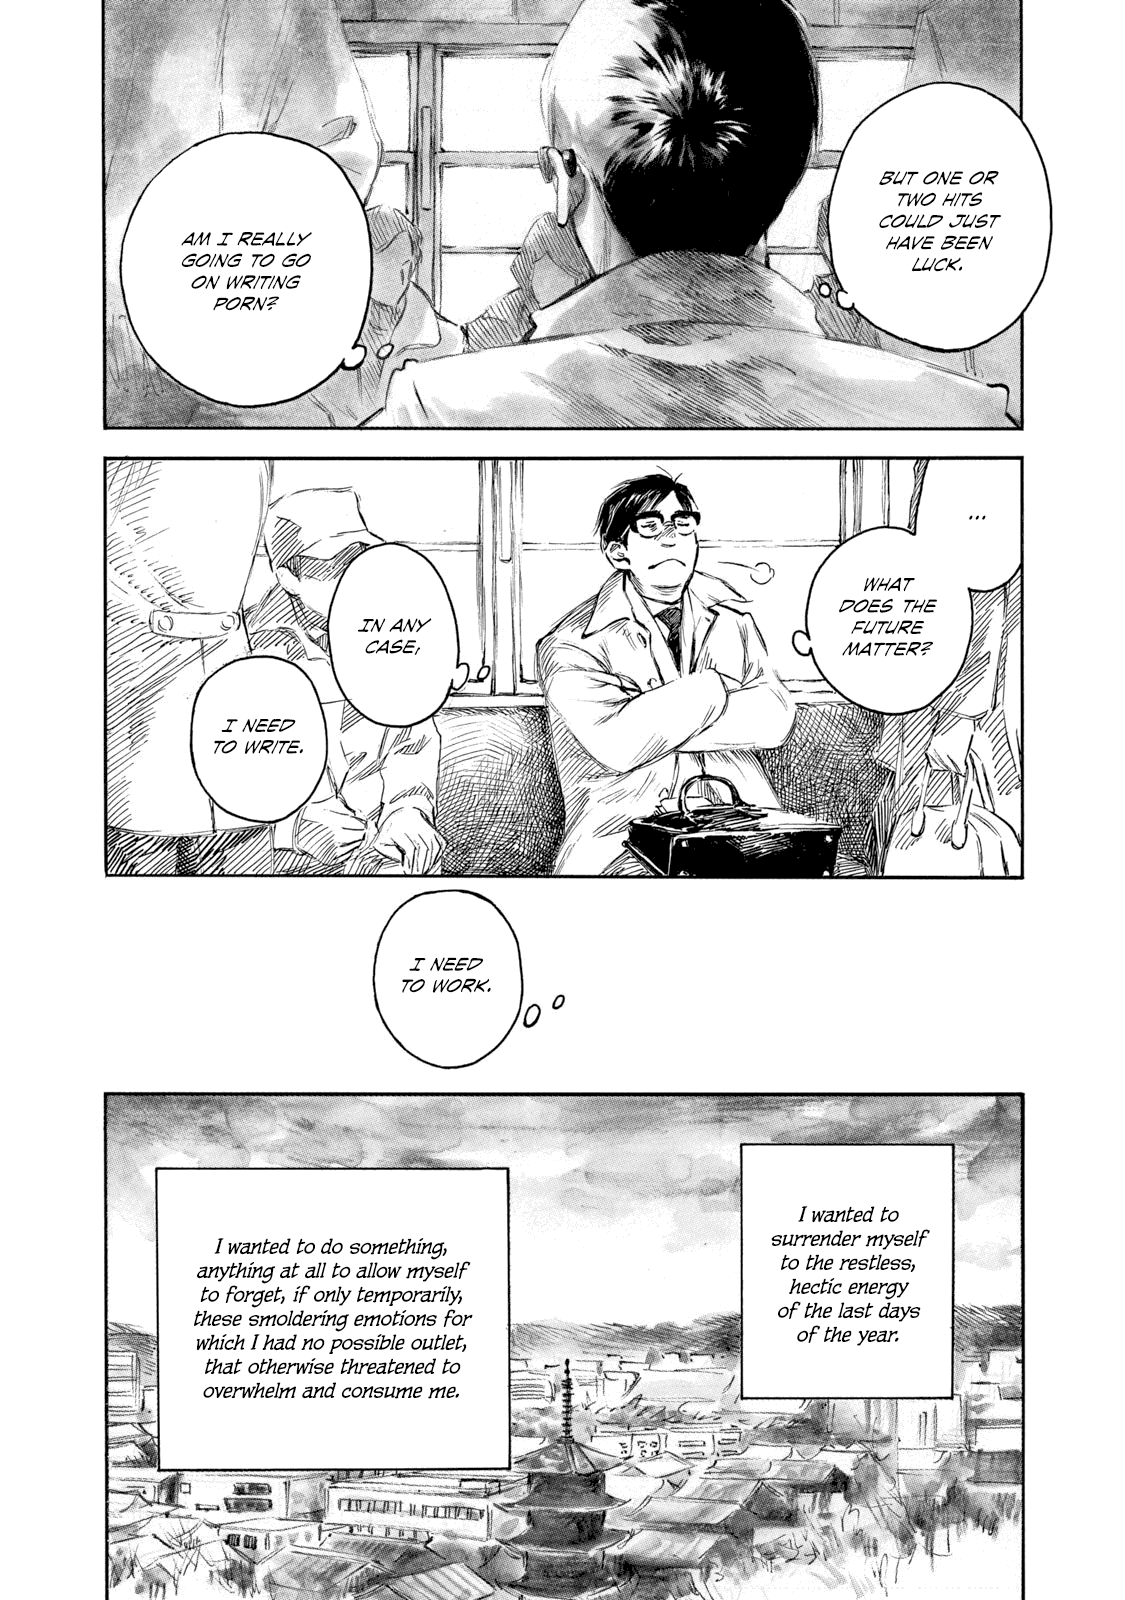 BUT ONE OR
TWO HITS
COULD JUST
HAVE BEEN
LUCK.
AM I REALLY
GOING TO GO
ON WRITING
PORN?
...
WHAT
DOES THE
FUTURE
MATTER?
IN ANY
CASE,
I NEED
TO WRITE.
I NEED
TO WORK.
I wanted to
surrender myself
to the restless,
hectic energy
of the last days
of the year.
I wanted to do something,
anything at all to allow myself
to forget, if only temporarily,
these smoldering emotions for
which I had no possible outlet,
that otherwise threatened to
overwhelm and consume me.